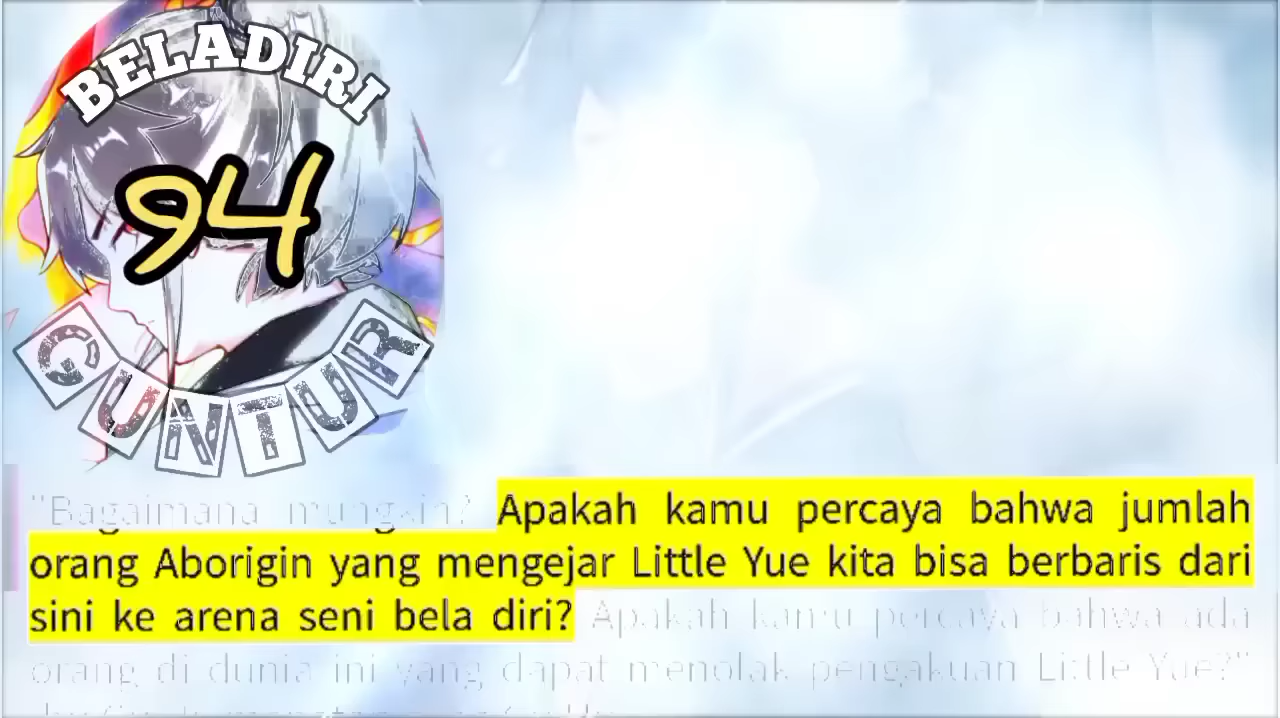 BELADIRI
94
GUNTUR
"Bagaimana mungkin? Apakah kamu percaya bahwa jumlah
orang Aborigin yang mengejar Little Yue kita bisa berbaris dari
sini ke arena seni bela diri? Apakah kamu percaya bahwa ada
orang di dunia ini yang dapat menolak pengakuan Little Yue?"